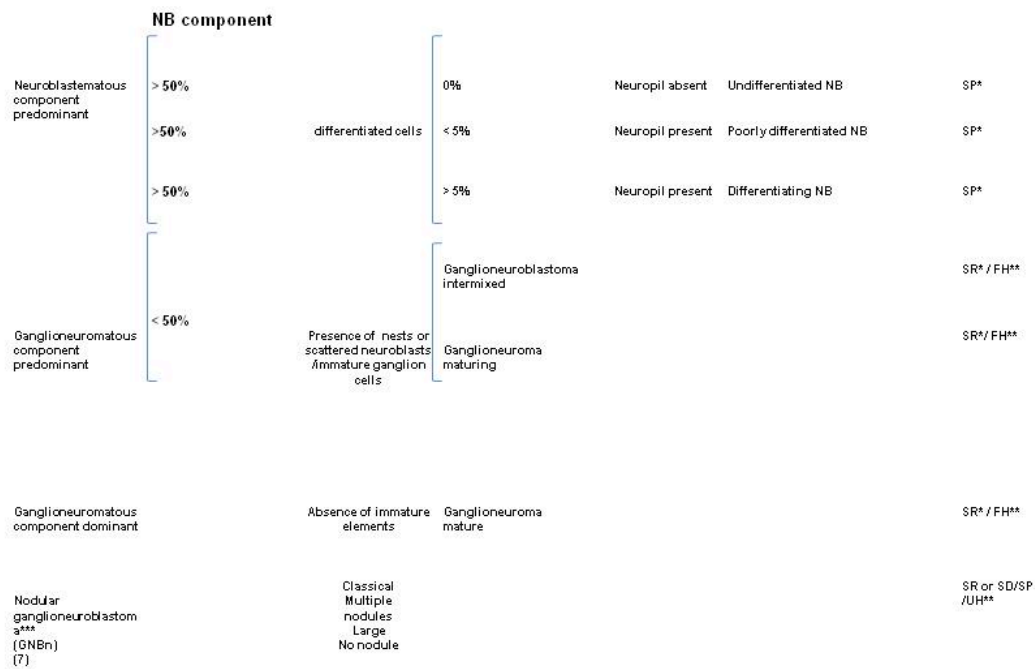 NB component
Neuroblastematous
component
predominant
> 50%
0%
Neuropil absent
Undifferentiated NB
SP*
>50%
differentiated cells
< 5%
Neuropil present
Poorly differentiated NB
SP*
> 50%
> 5%
Neuropil present
Differentiating NB
SP*
Ganglioneuroblastoma
intermixed
SR* / FH**
< 50%
Ganglioneuromatous
component
predominant
Presence of nests or
scattered neuroblasts
/immature ganglion
cells
Ganglioneuroma
maturing
SR*/ FH**
Ganglioneuromatous
component dominant
Absence of immature
elements
Ganglioneuroma
mature
SR* / FH**
Nodular
ganglioneuroblastom
a***
(GNBn)
(7)
Classical
Multiple
nodules
Large
No nodule
SR or SD/SP
/UH**